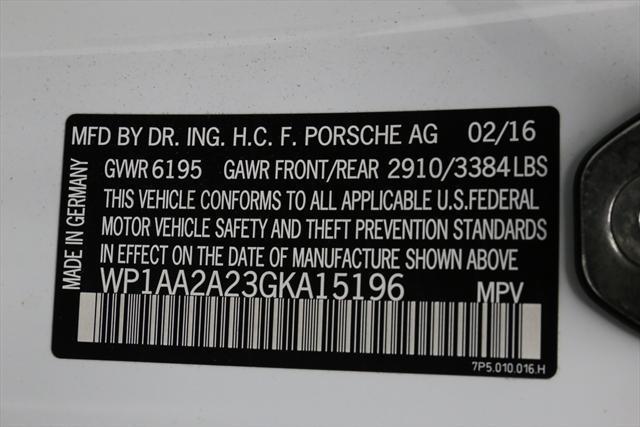 MFD BY DR. ING. H.C. F. PORSCHE AG 02/16
GVWR 6195 GAWR FRONT/REAR 2910/3384 LBS
THIS VEHICLE CONFORMS TO ALL APPLICABLE U.S.FEDERAL
MOTOR VEHICLE SAFETY AND THEFT PREVENTION STANDARDS
IN EFFECT ON THE DATE OF MANUFACTURE SHOWN ABOVE
WP1AA2A23GKA15196 MPV
7P5.010.016.H
MADE IN GERMANY